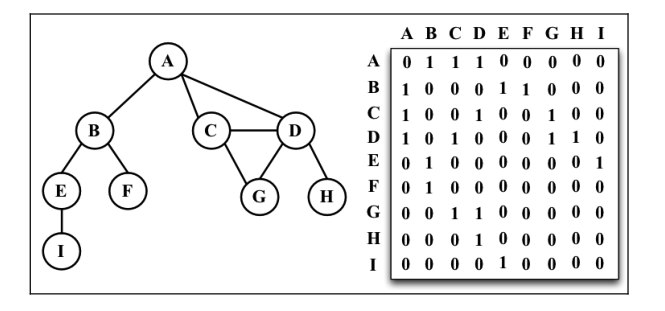 A B C D E F G H I
A 0 1 1 1 0 0 0 0 0
B 1 0 0 0 1 1 0 0 0
C 1 0 0 1 0 0 1 0 0
D 1 0 1 0 0 0 1 1 0
E 0 1 0 0 0 0 0 0 1
F 0 1 0 0 0 0 0 0 0
G 0 0 1 1 0 0 0 0 0
H 0 0 0 1 0 0 0 0 0
I 0 0 0 0 1 0 0 0 0
A
B C D
E F G H
I